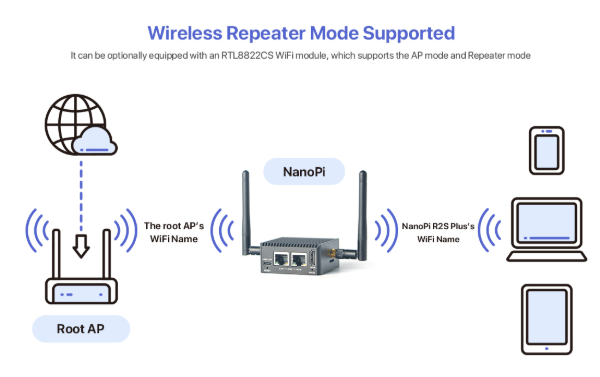 Wireless Repeater Mode Supported
It can be optionally equipped with an RTL8822CS WiFi module, which supports the AP mode and Repeater mode
NanoPi
The root AP's
WiFi Name
NanoPi R2S Plus's
WiFi Name
Root AP